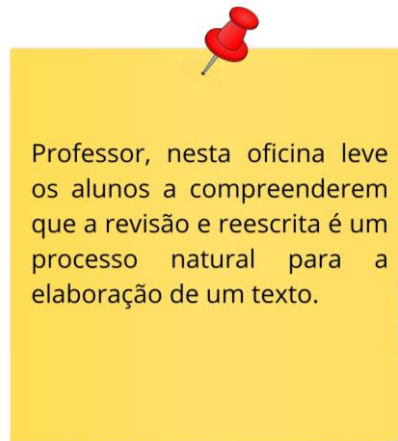 Professor, nesta oficina leve
os alunos a compreenderem
que a revisão e reescrita é um
processo natural para a
elaboração de um texto.